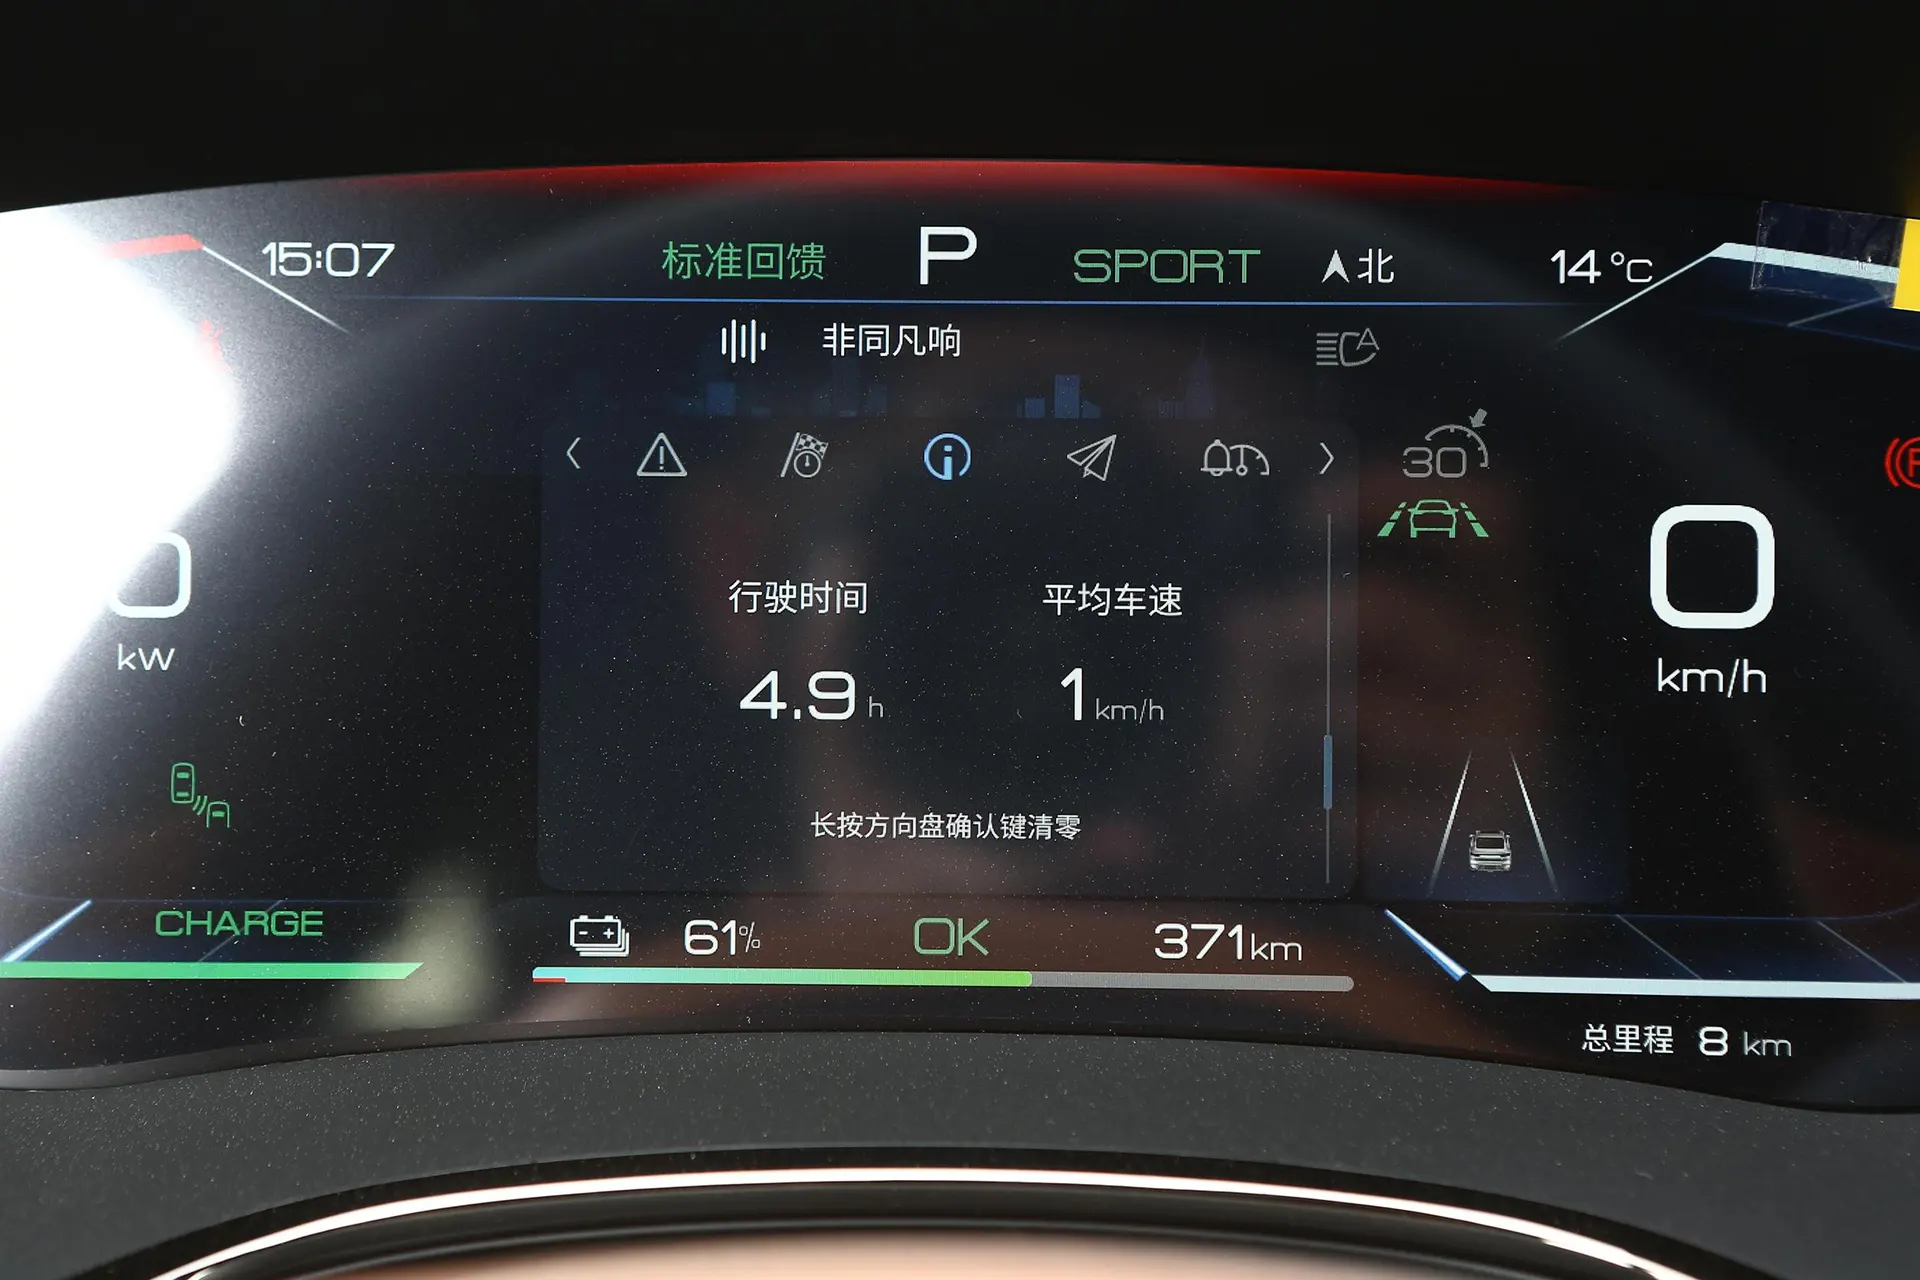 15:07 标准回馈 P SPORT 北 14 °C
非同凡响
30
行驶时间 平均车速
4.9 h 1 km/h
0 kW
0 km/h
长按方向盘确认键清零
CHARGE
61% OK 371km
总里程 8 km